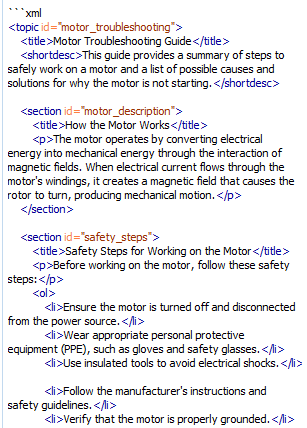 ```xml
<topic id="motor_troubleshooting">
<title>Motor Troubleshooting Guide</title>
<shortdesc>This guide provides a summary of steps to
safely work on a motor and a list of possible causes and
solutions for why the motor is not starting.</shortdesc>
<section id="motor_description">
<title>How the Motor Works</title>
<p>The motor operates by converting electrical
energy into mechanical energy through the interaction of
magnetic fields. When electrical current flows through the
motor's windings, it creates a magnetic field that causes the
rotor to turn, producing mechanical motion.</p>
</section>
<section id="safety_steps">
<title>Safety Steps for Working on the Motor</title>
<p>Before working on the motor, follow these safety
steps:</p>
<ol>
<li>Ensure the motor is turned off and disconnected
from the power source.</li>
<li>Wear appropriate personal protective
equipment (PPE), such as gloves and safety glasses.</li>
<li>Use insulated tools to avoid electrical shocks.</li>
<li>Follow the manufacturer's instructions and
safety guidelines.</li>
<li>Verify that the motor is properly grounded.</li>